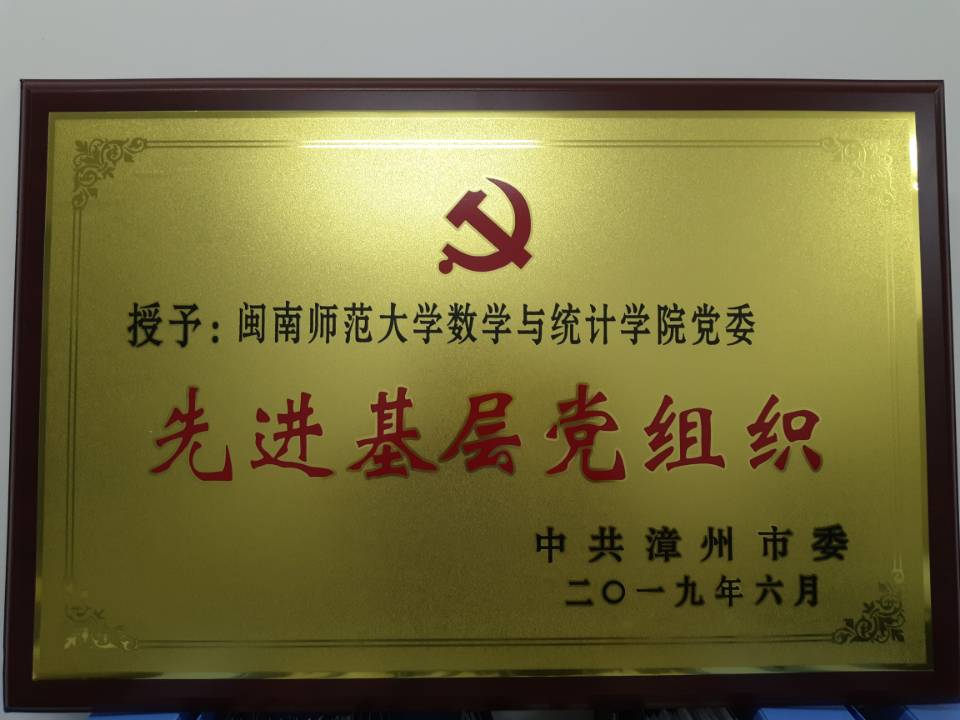 授予：闽南师范大学数学与统计学院党委
先进基层党组织
中共漳州市委
二〇一九年六月